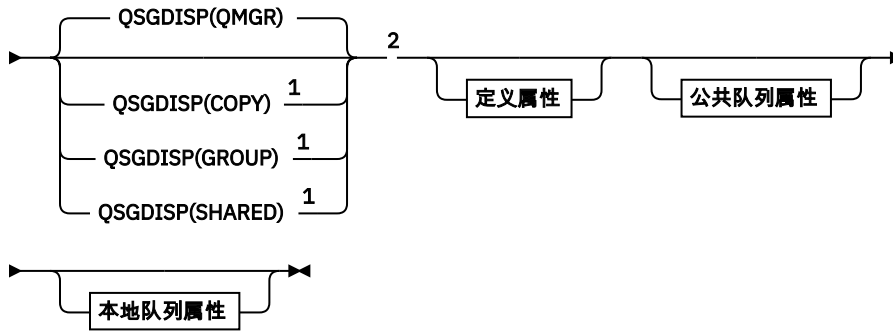 QSGDISP(QMGR)
2
QSGDISP(COPY) 1
定义属性
公共队列属性
QSGDISP(GROUP) 1
QSGDISP(SHARED) 1
本地队列属性